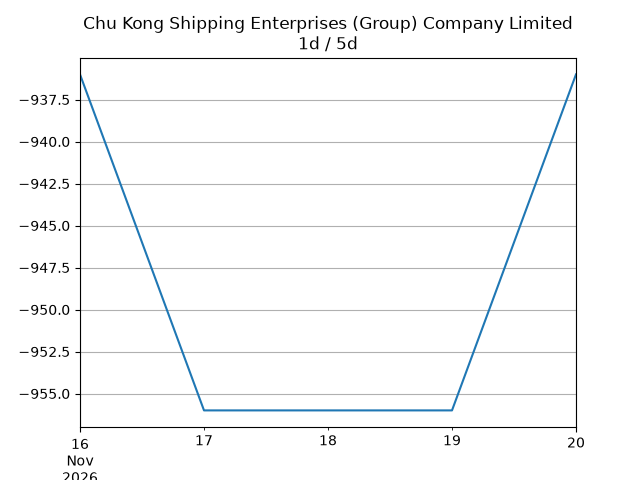 Chu Kong Shipping Enterprises (Group) Company Limited
1d / 5d
−937.5
−940.0
−942.5
−945.0
−947.5
−950.0
−952.5
−955.0
16 17 18 19 20
Nov
2026